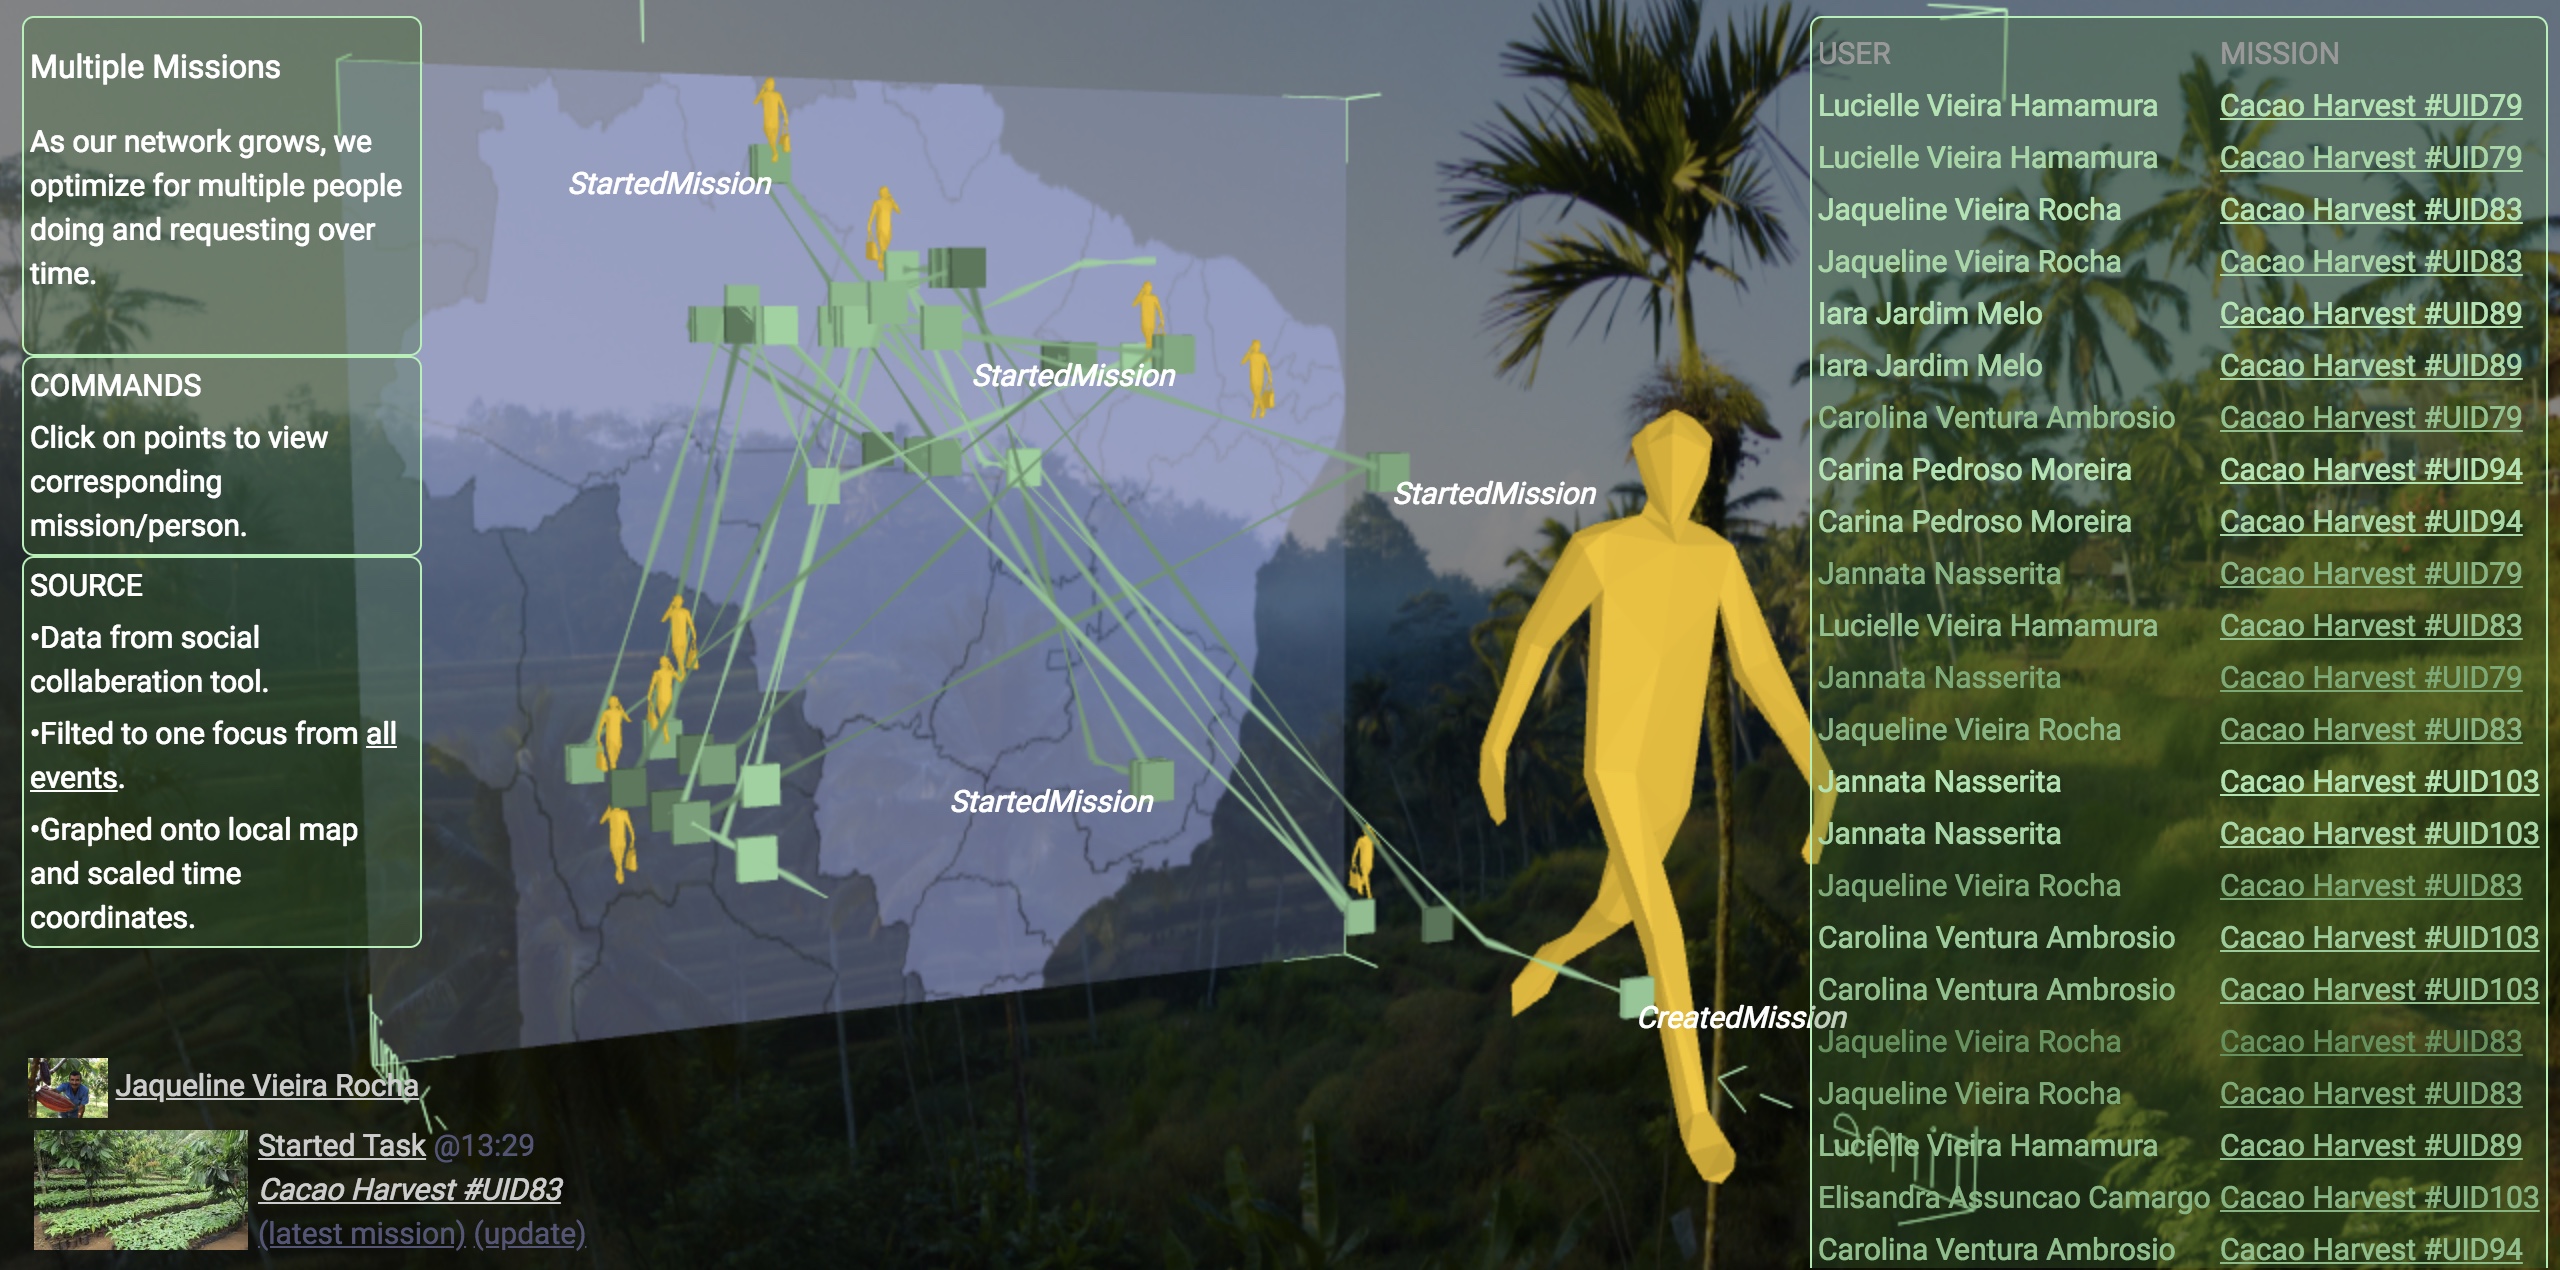 Multiple Missions
As our network grows, we
optimize for multiple people
doing and requesting over
time.
COMMANDS
Click on points to view
corresponding
mission/person.
SOURCE
•Data from social
collaberation tool.
•Filted to one focus from all
events.
•Graphed onto local map
and scaled time
coordinates.
Jaqueline Vieira Rocha
Started Task @13:29
Cacao Harvest #UID83
(latest mission) (update)
StartedMission
StartedMission
StartedMission
StartedMission
CreatedMission
USER MISSION
Lucielle Vieira Hamamura Cacao Harvest #UID79
Lucielle Vieira Hamamura Cacao Harvest #UID79
Jaqueline Vieira Rocha Cacao Harvest #UID83
Jaqueline Vieira Rocha Cacao Harvest #UID83
Iara Jardim Melo Cacao Harvest #UID89
Iara Jardim Melo Cacao Harvest #UID89
Carolina Ventura Ambrosio Cacao Harvest #UID79
Carina Pedroso Moreira Cacao Harvest #UID94
Carina Pedroso Moreira Cacao Harvest #UID94
Jannata Nasserita Cacao Harvest #UID79
Lucielle Vieira Hamamura Cacao Harvest #UID83
Jannata Nasserita Cacao Harvest #UID79
Jaqueline Vieira Rocha Cacao Harvest #UID83
Jannata Nasserita Cacao Harvest #UID103
Jannata Nasserita Cacao Harvest #UID103
Jaqueline Vieira Rocha Cacao Harvest #UID83
Carolina Ventura Ambrosio Cacao Harvest #UID103
Carolina Ventura Ambrosio Cacao Harvest #UID103
Jaqueline Vieira Rocha Cacao Harvest #UID83
Jaqueline Vieira Rocha Cacao Harvest #UID83
Lucielle Vieira Hamamura Cacao Harvest #UID89
Elisandra Assuncao Camargo Cacao Harvest #UID103
Carolina Ventura Ambrosio Cacao Harvest #UID94